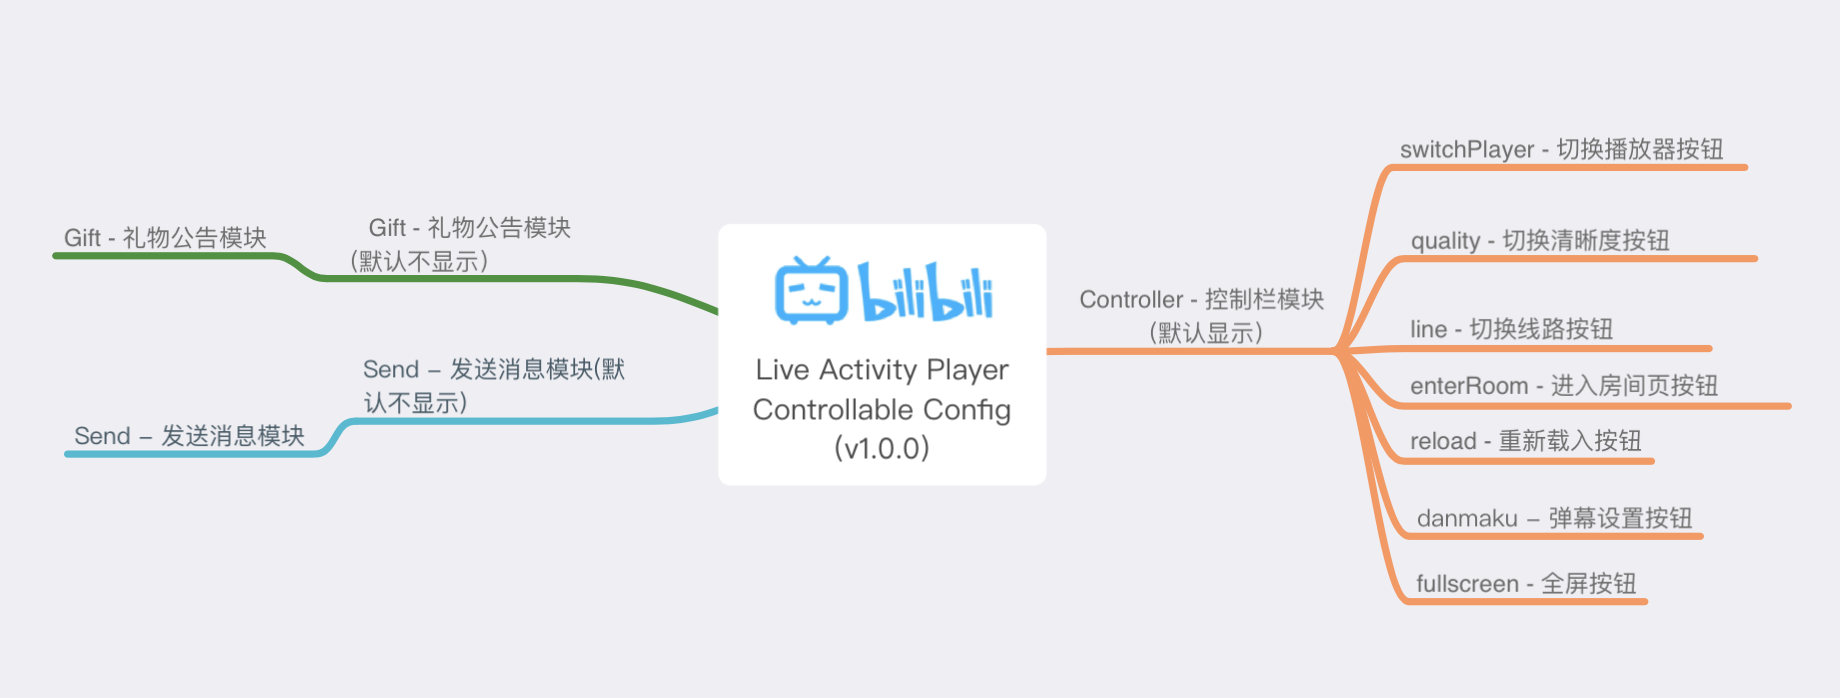 Gift - 礼物公告模块
Gift - 礼物公告模块
(默认不显示)
Send – 发送消息模块(默
认不显示)
Send – 发送消息模块
bilibili
Live Activity Player
Controllable Config
(v1.0.0)
Controller - 控制栏模块
(默认显示)
switchPlayer - 切换播放器按钮
quality - 切换清晰度按钮
line - 切换线路按钮
enterRoom - 进入房间页按钮
reload - 重新载入按钮
danmaku – 弹幕设置按钮
fullscreen - 全屏按钮